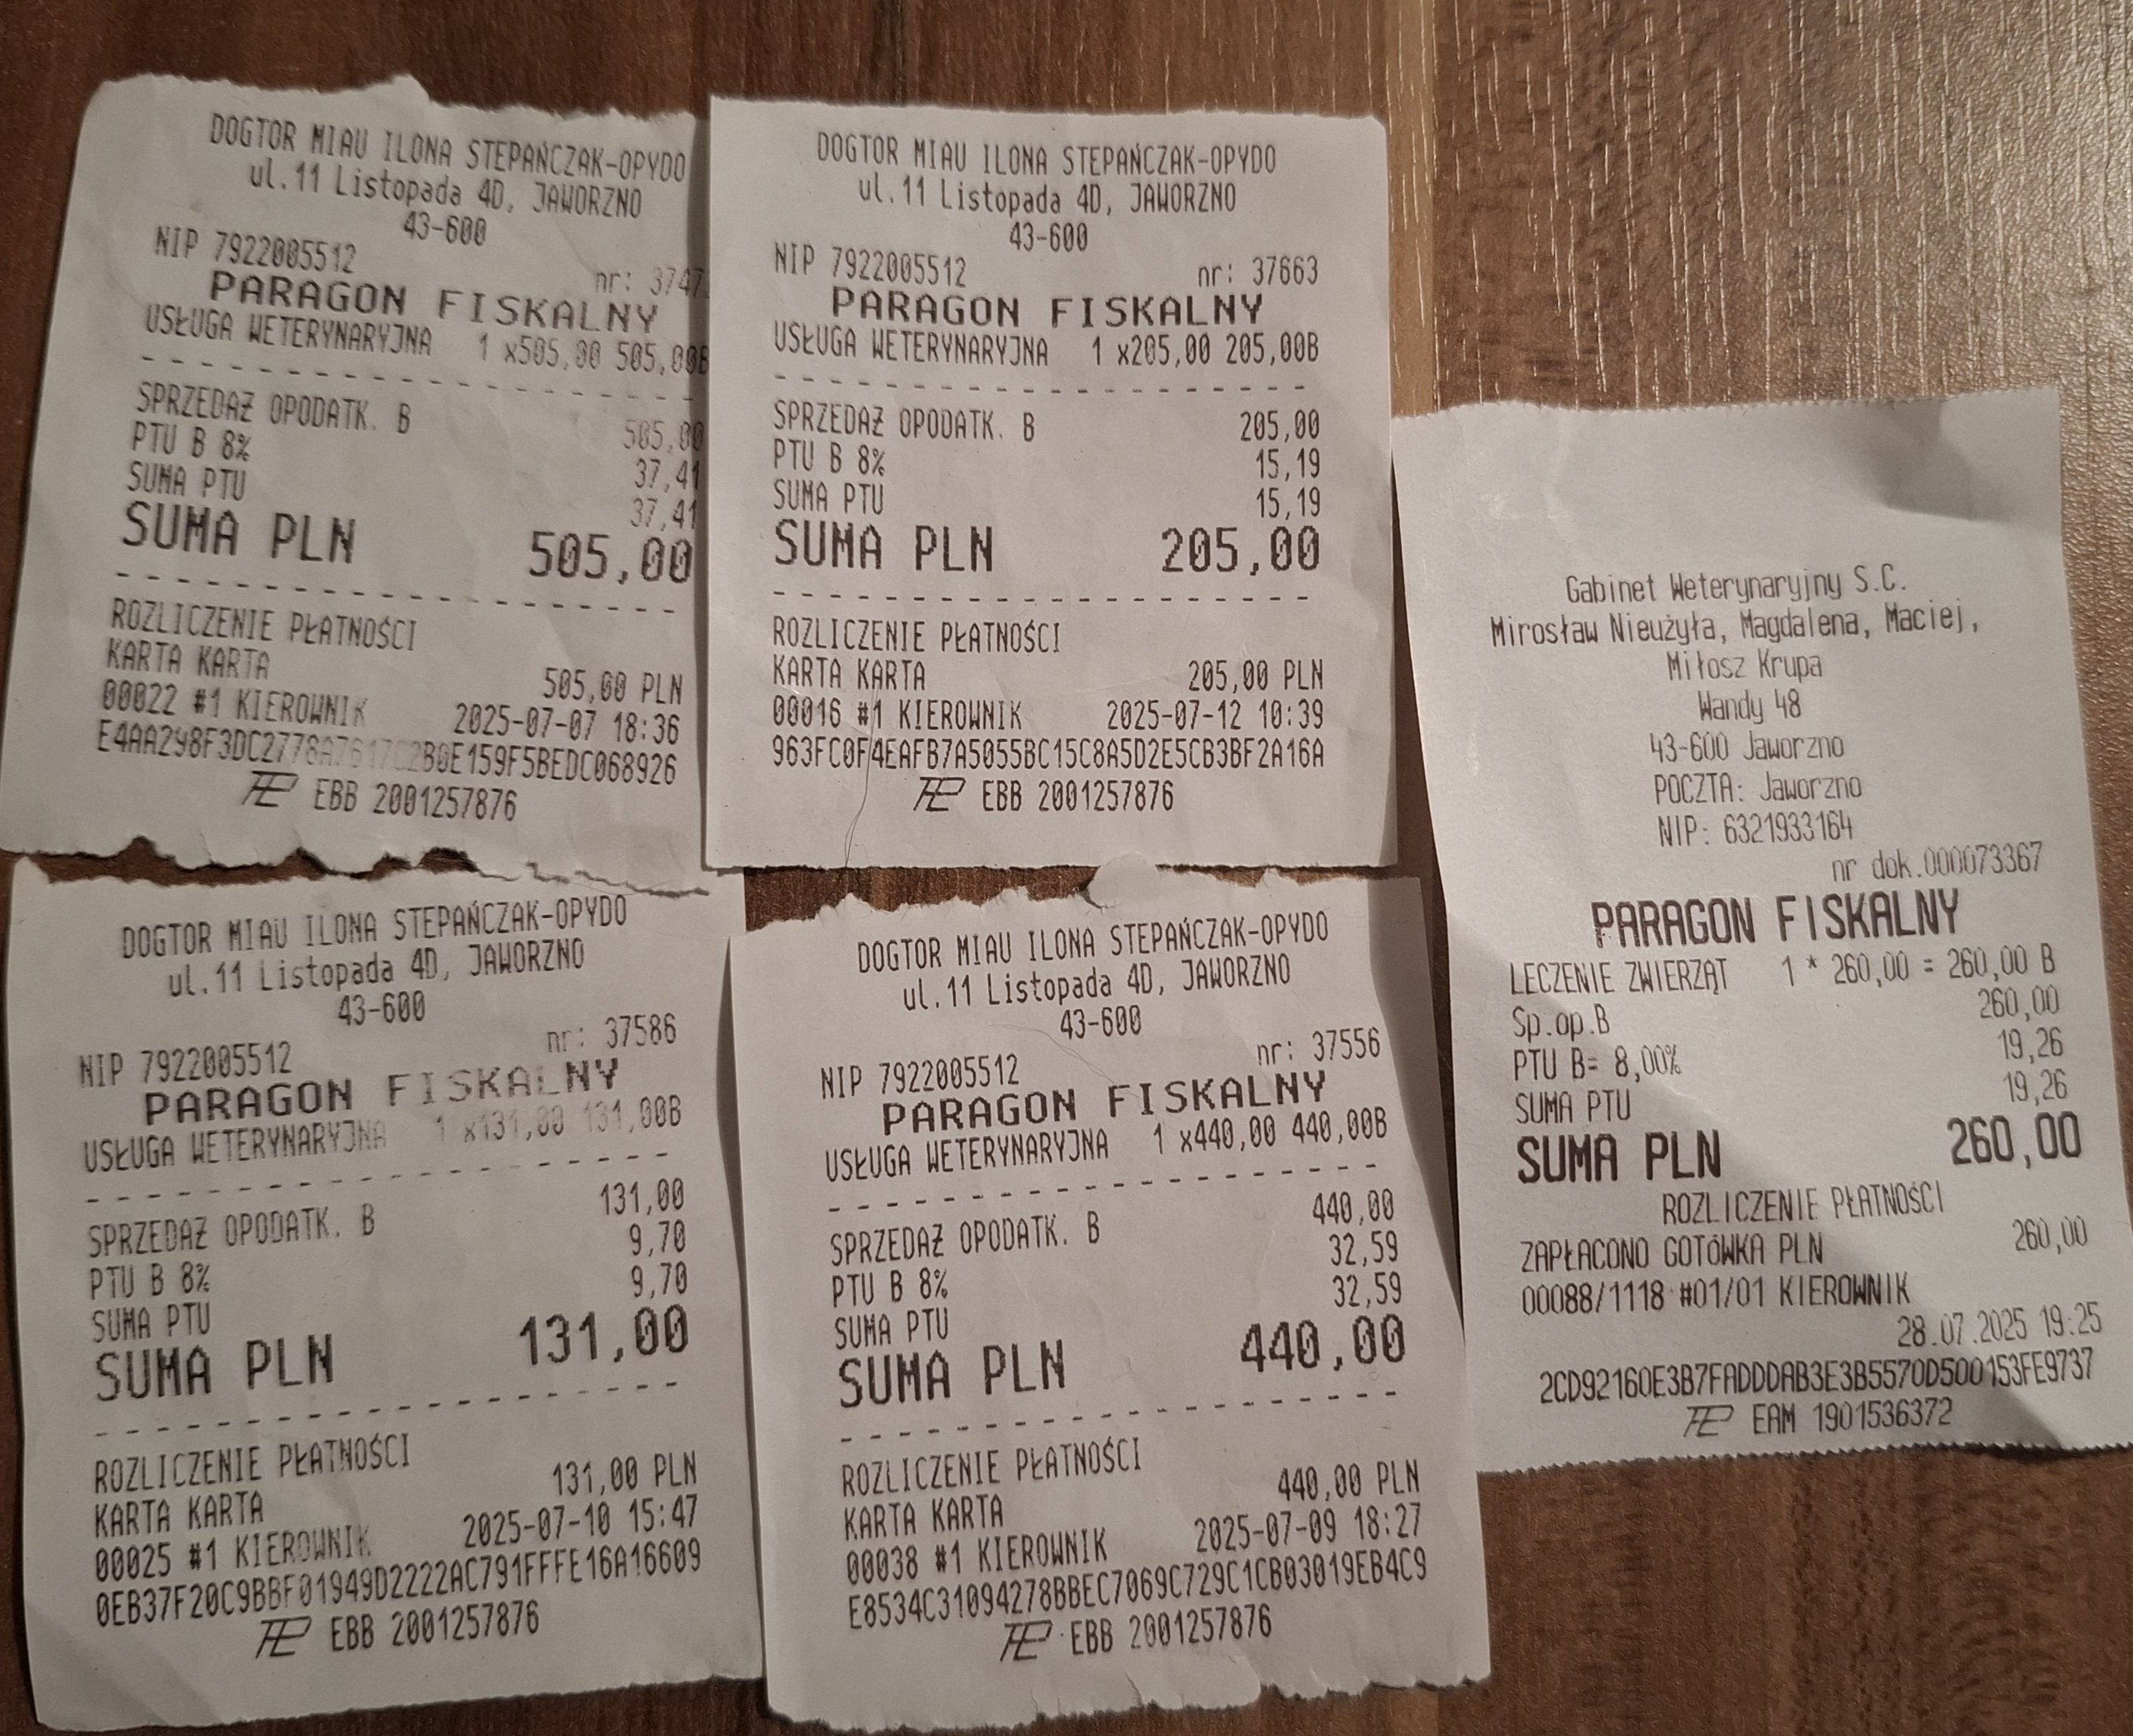 DOGTOR MIAU ILONA STEPAŃCZAK-OPYDO
ul.11 Listopada 4D, JAWORZNO
43-600
NIP 7922005512
nr: 3747
PARAGON FISKALNY
USŁUGA WETERYNARYJNA 1 x505,00 505,00B
SPRZEDAŻ OPODATK. B 505,00
PTU B 8% 37,41
SUMA PTU 37,41
SUMA PLN 505,00
ROZLICZENIE PŁATNOŚCI
KARTA KARTA 505,00 PLN
00022 #1 KIEROWNIK 2025-07-07 18:36
EBB 2001257876
DOGTOR MIAU ILONA STEPAŃCZAK-OPYDO
ul.11 Listopada 4D, JAWORZNO
43-600
NIP 7922005512 nr: 37663
PARAGON FISKALNY
USŁUGA WETERYNARYJNA 1 x205,00 205,00B
SPRZEDAŻ OPODATK. B 205,00
PTU B 8% 15,19
SUMA PTU 15,19
SUMA PLN 205,00
ROZLICZENIE PŁATNOŚCI
KARTA KARTA 205,00 PLN
00016 #1 KIEROWNIK 2025-07-12 10:39
963FC0F4EAFB7A5055BC15C8A5D2E5CB3BF2A16A
EBB 2001257876
DOGTOR MIAU ILONA STEPAŃCZAK-OPYDO
ul.11 Listopada 4D, JAWORZNO
43-600
NIP 7922005512 nr: 37586
PARAGON FISKALNY
USŁUGA WETERYNARYJNA 1 x131,00 131,00B
SPRZEDAŻ OPODATK. B 131,00
PTU B 8% 9,70
SUMA PTU 9,70
SUMA PLN 131,00
ROZLICZENIE PŁATNOŚCI
KARTA KARTA 131,00 PLN
00025 #1 KIEROWNIK 2025-07-10 15:47
0EB37F20C9BBF01949D2222AC791FFFE16A16609
EBB 2001257876
DOGTOR MIAU ILONA STEPAŃCZAK-OPYDO
ul.11 Listopada 4D, JAWORZNO
43-600
NIP 7922005512 nr: 37556
PARAGON FISKALNY
USŁUGA WETERYNARYJNA 1 x440,00 440,00B
SPRZEDAŻ OPODATK. B 440,00
PTU B 8% 32,59
SUMA PTU 32,59
SUMA PLN 440,00
ROZLICZENIE PŁATNOŚCI
KARTA KARTA 440,00 PLN
00038 #1 KIEROWNIK 2025-07-09 18:27
E8534C31094278BBEC7069C729C1CB03019EB4C9
EBB 2001257876
Gabinet Weterynaryjny S.C.
Mirosław Nieużyła, Magdalena, Maciej,
Miłosz Krupa
Wandy 48
43-600 Jaworzno
POCZTA: Jaworzno
NIP: 6321933164
nr dok.000073367
PARAGON FISKALNY
LECZENIE ZWIERZĄT 1 * 260,00 = 260,00 B
Sp.op.B 260,00
PTU B= 8,00% 19,26
SUMA PTU 19,26
SUMA PLN 260,00
ROZLICZENIE PŁATNOŚCI
ZAPŁACONO GOTÓWKA PLN 260,00
00088/1118 #01/01 KIEROWNIK
28.07.2025 19:25
2CD92160E3B7FADDDAB3E3B5570D500153FE9737
EAM 1901536372